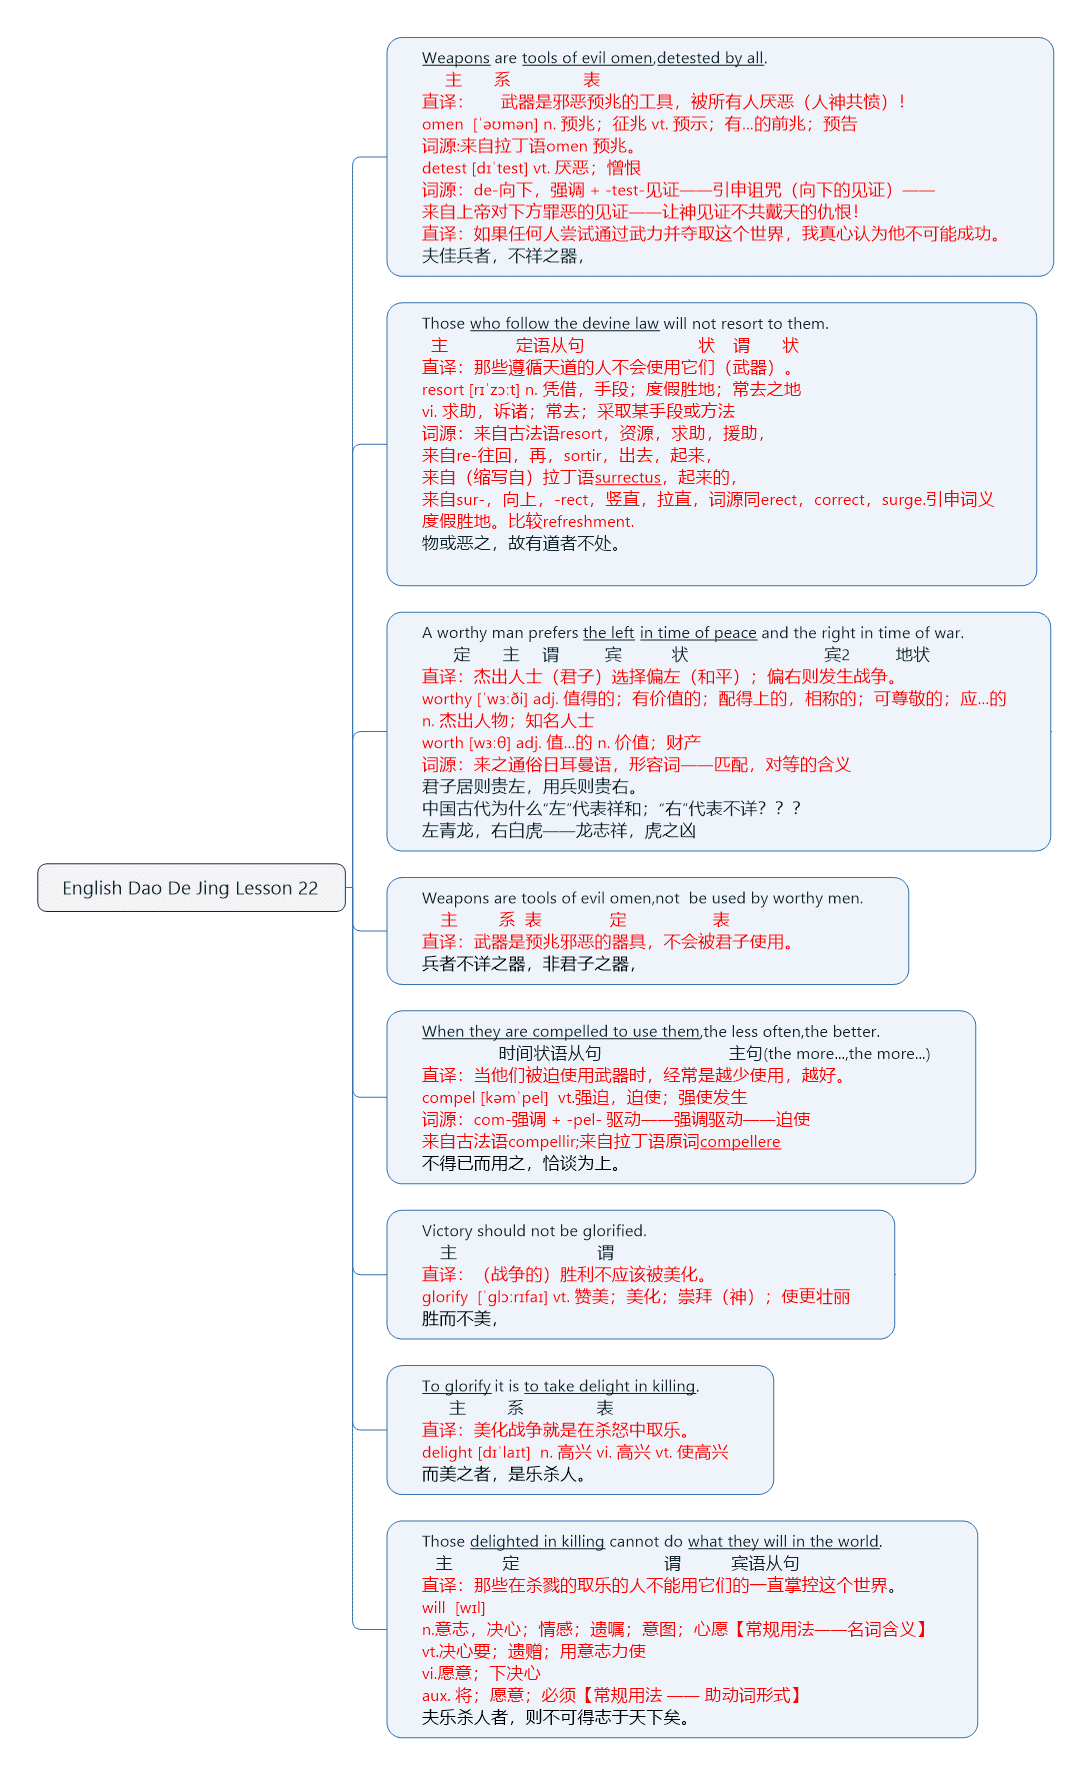 Weapons are tools of evil omen,detested by all.
主 系 表
直译： 武器是邪恶预兆的工具，被所有人厌恶（人神共愤）！
omen [ˈəʊmən] n. 预兆；征兆 vt. 预示；有...的前兆；预告
词源:来自拉丁语omen 预兆。
detest [dɪˈtest] vt. 厌恶；憎恨
词源：de-向下，强调 + -test-见证——引申诅咒（向下的见证）——
来自上帝对下方罪恶的见证——让神见证不共戴天的仇恨！
直译：如果任何人尝试通过武力并夺取这个世界，我真心认为他不可能成功。
夫佳兵者，不祥之器，
Those who follow the devine law will not resort to them.
主 定语从句 状 谓 状
直译：那些遵循天道的人不会使用它们（武器）。
resort [rɪˈzɔːt] n. 凭借，手段；度假胜地；常去之地
vi. 求助，诉诸；常去；采取某手段或方法
词源：来自古法语resort，资源，求助，援助，
来自re-往回，再，sortir，出去，起来，
来自（缩写自）拉丁语surrectus，起来的，
来自sur-，向上，-rect，竖直，拉直，词源同erect，correct，surge.引申词义
度假胜地。比较refreshment.
物或恶之，故有道者不处。
A worthy man prefers the left in time of peace and the right in time of war.
定 主 谓 宾 状 宾2 地状
直译：杰出人士（君子）选择偏左（和平）；偏右则发生战争。
worthy [ˈwɜːði] adj. 值得的；有价值的；配得上的，相称的；可尊敬的；应...的
n. 杰出人物；知名人士
worth [wɜːθ] adj. 值...的 n. 价值；财产
词源：来之通俗日耳曼语，形容词——匹配，对等的含义
君子居则贵左，用兵则贵右。
中国古代为什么“左”代表祥和；“右”代表不详？？？
左青龙，右白虎——龙志祥，虎之凶
English Dao De Jing Lesson 22
Weapons are tools of evil omen,not be used by worthy men.
主 系 表 定 表
直译：武器是预兆邪恶的器具，不会被君子使用。
兵者不详之器，非君子之器，
When they are compelled to use them,the less often,the better.
时间状语从句 主句(the more...,the more...)
直译：当他们被迫使用武器时，经常是越少使用，越好。
compel [kəmˈpel] vt.强迫，迫使；强使发生
词源：com-强调 + -pel- 驱动——强调驱动——迫使
来自古法语compellir;来自拉丁语原词compellere
不得已而用之，恰谈为上。
Victory should not be glorified.
主 谓
直译：（战争的）胜利不应该被美化。
glorify [ˈɡlɔːrɪfaɪ] vt. 赞美；美化；崇拜（神）；使更壮丽
胜而不美，
To glorify it is to take delight in killing.
主 系 表
直译：美化战争就是在杀怒中取乐。
delight [dɪˈlaɪt] n. 高兴 vi. 高兴 vt. 使高兴
而美之者，是乐杀人。
Those delighted in killing cannot do what they will in the world.
主 定 谓 宾语从句
直译：那些在杀戮的取乐的人不能用它们的一直掌控这个世界。
will [wɪl]
n.意志，决心；情感；遗嘱；意图；心愿【常规用法——名词含义】
vt.决心要；遗赠；用意志力使
vi.愿意；下决心
aux. 将；愿意；必须【常规用法 —— 助动词形式】
夫乐杀人者，则不可得志于天下矣。